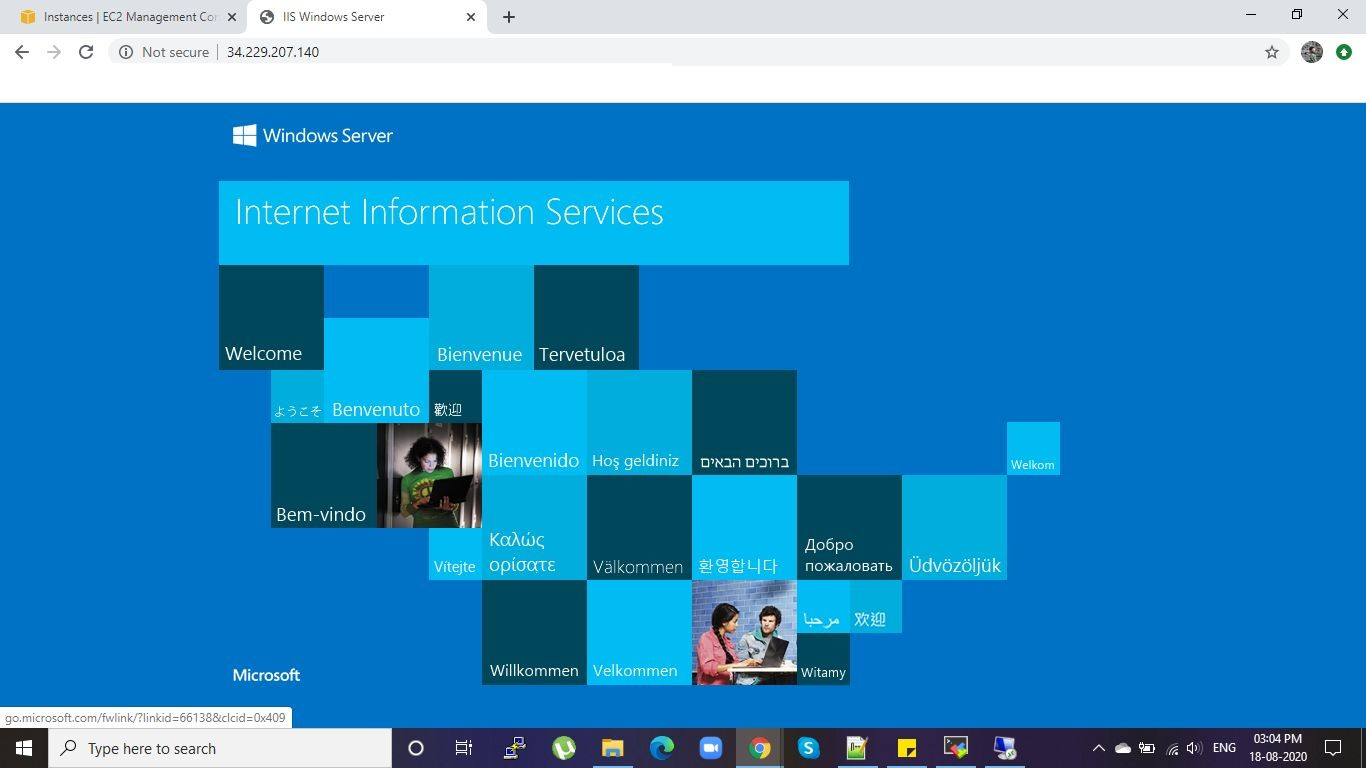 Instances | EC2 Management Con
IIS Windows Server
Not secure
34.229.207.140
Windows Server
Internet Information Services
Welcome
Bienvenue
Tervetuloa
ようこそ
Benvenuto
歡迎
Bienvenido
Hoş geldiniz
ברוכים הבאים
Welkom
Bem-vindo
Vítejte
Καλώς
ορίσατε
Välkommen
환영합니다
Добро
пожаловать
Üdvözöljük
Willkommen
Velkommen
مرحبا
欢迎
Witamy
Microsoft
go.microsoft.com/fwlink/?linkid=66138&clcid=0x409
Type here to search
ENG
03:04 PM
18-08-2020